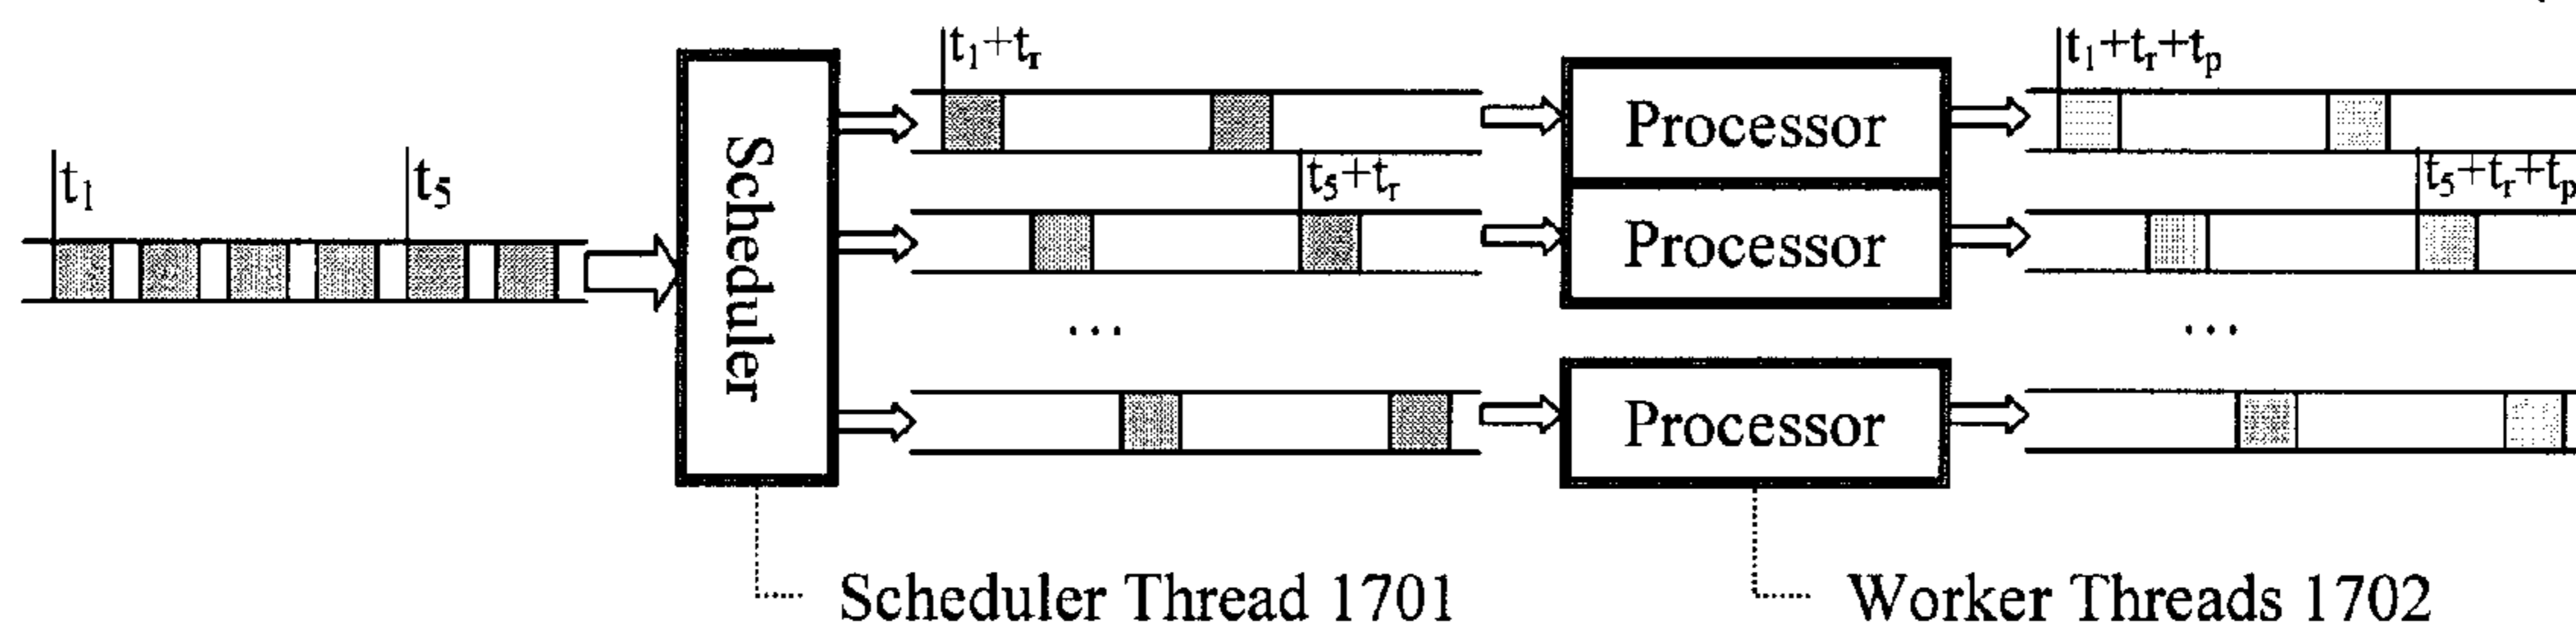 t₁
t₅
Scheduler
t₁+tᵣ
t₅+tᵣ
...
Processor
Processor
Processor
t₁+tᵣ+tₚ
t₅+tᵣ+tₚ
...
Scheduler Thread 1701
Worker Threads 1702